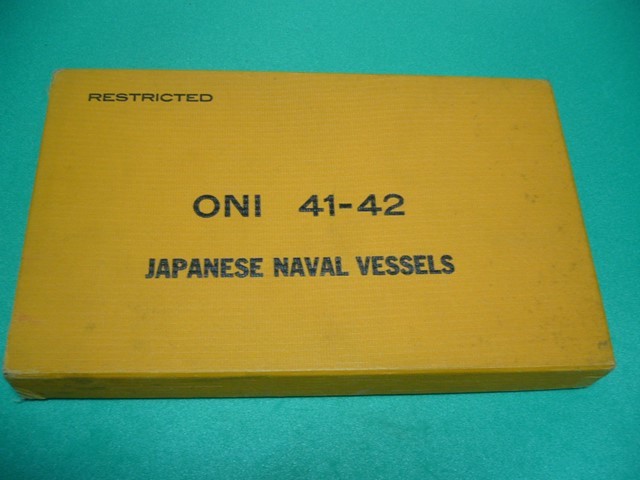 RESTRICTED
ONI 41-42
JAPANESE NAVAL VESSELS